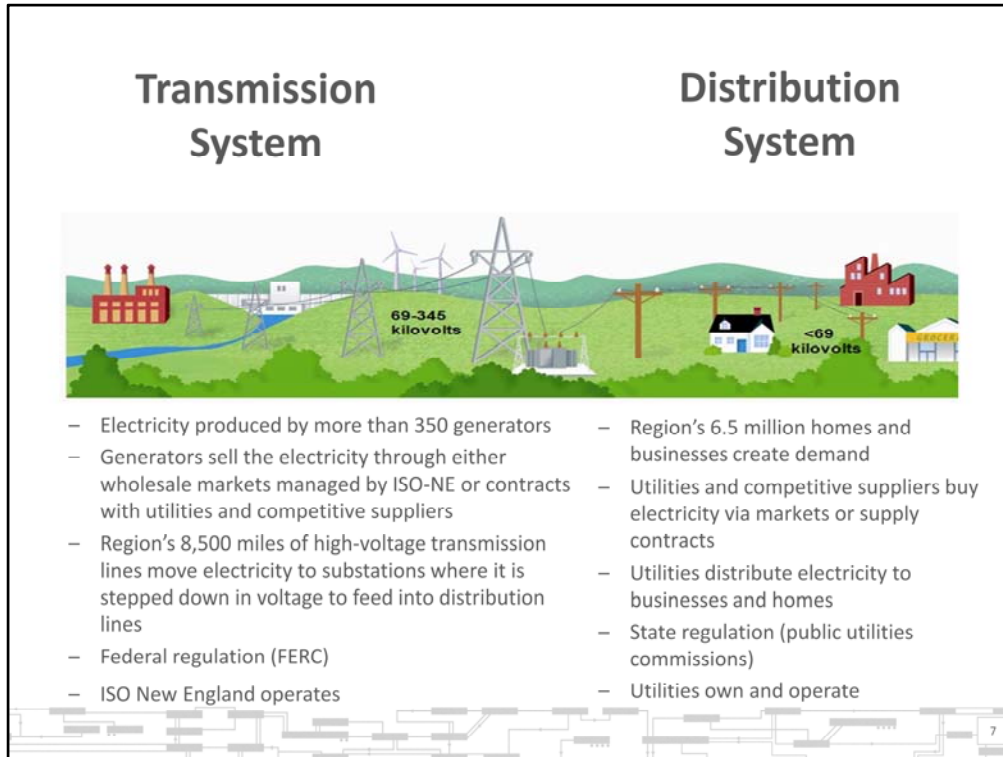 Transmission
System
Distribution
System
69-345
kilovolts
<69
kilovolts
GROCER
– Electricity produced by more than 350 generators
– Generators sell the electricity through either
wholesale markets managed by ISO-NE or contracts
with utilities and competitive suppliers
– Region's 8,500 miles of high-voltage transmission
lines move electricity to substations where it is
stepped down in voltage to feed into distribution
lines
– Federal regulation (FERC)
– ISO New England operates
– Region's 6.5 million homes and
businesses create demand
– Utilities and competitive suppliers buy
electricity via markets or supply
contracts
– Utilities distribute electricity to
businesses and homes
– State regulation (public utilities
commissions)
– Utilities own and operate
7